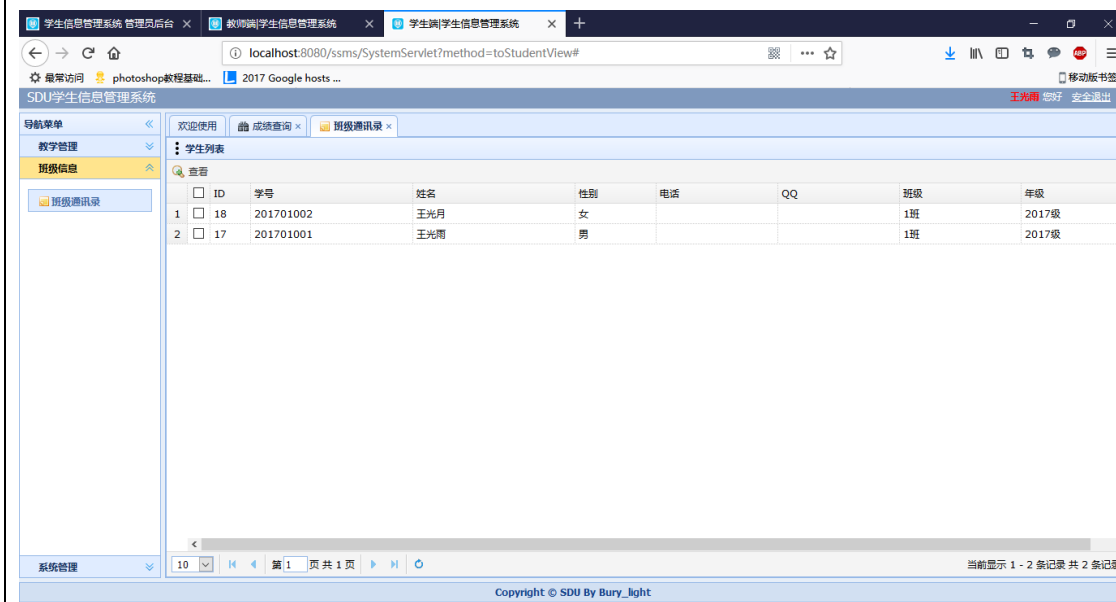 学生信息管理系统 管理员后台
教师端|学生信息管理系统
学生端|学生信息管理系统
localhost:8080/ssms/SystemServlet?method=toStudentView#
最常访问 photoshop教程基础... 2017 Google hosts ... 移动版书签
SDU学生信息管理系统 王光雨 您好 安全退出
导航菜单 欢迎使用 成绩查询 班级通讯录
教学管理 学生列表
班级信息 查看
班级通讯录
ID 学号 姓名 性别 电话 QQ 班级 年级
1 18 201701002 王光月 女 1班 2017级
2 17 201701001 王光雨 男 1班 2017级
系统管理 10 第 1 页 共 1 页 当前显示 1 - 2 条记录 共 2 条记录
Copyright © SDU By Bury_light